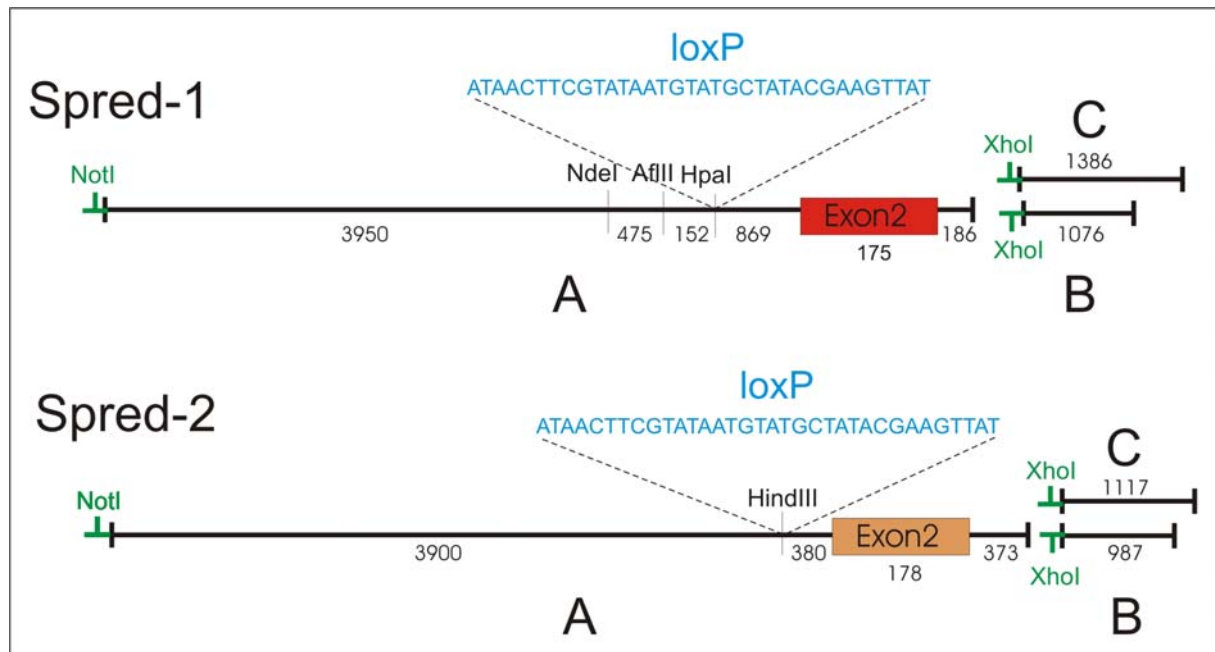 loxP
ATAACTTCGTATAATGTATGCTATACGAAGTTAT
Spred-1
C
NotI
NdeI AflII HpaI
XhoI
1386
Exon2
3950
475
152
869
175
186
1076
XhoI
A
B
loxP
ATAACTTCGTATAATGTATGCTATACGAAGTTAT
Spred-2
C
NotI
HindIII
XhoI
1117
Exon2
3900
380
178
373
987
XhoI
A
B